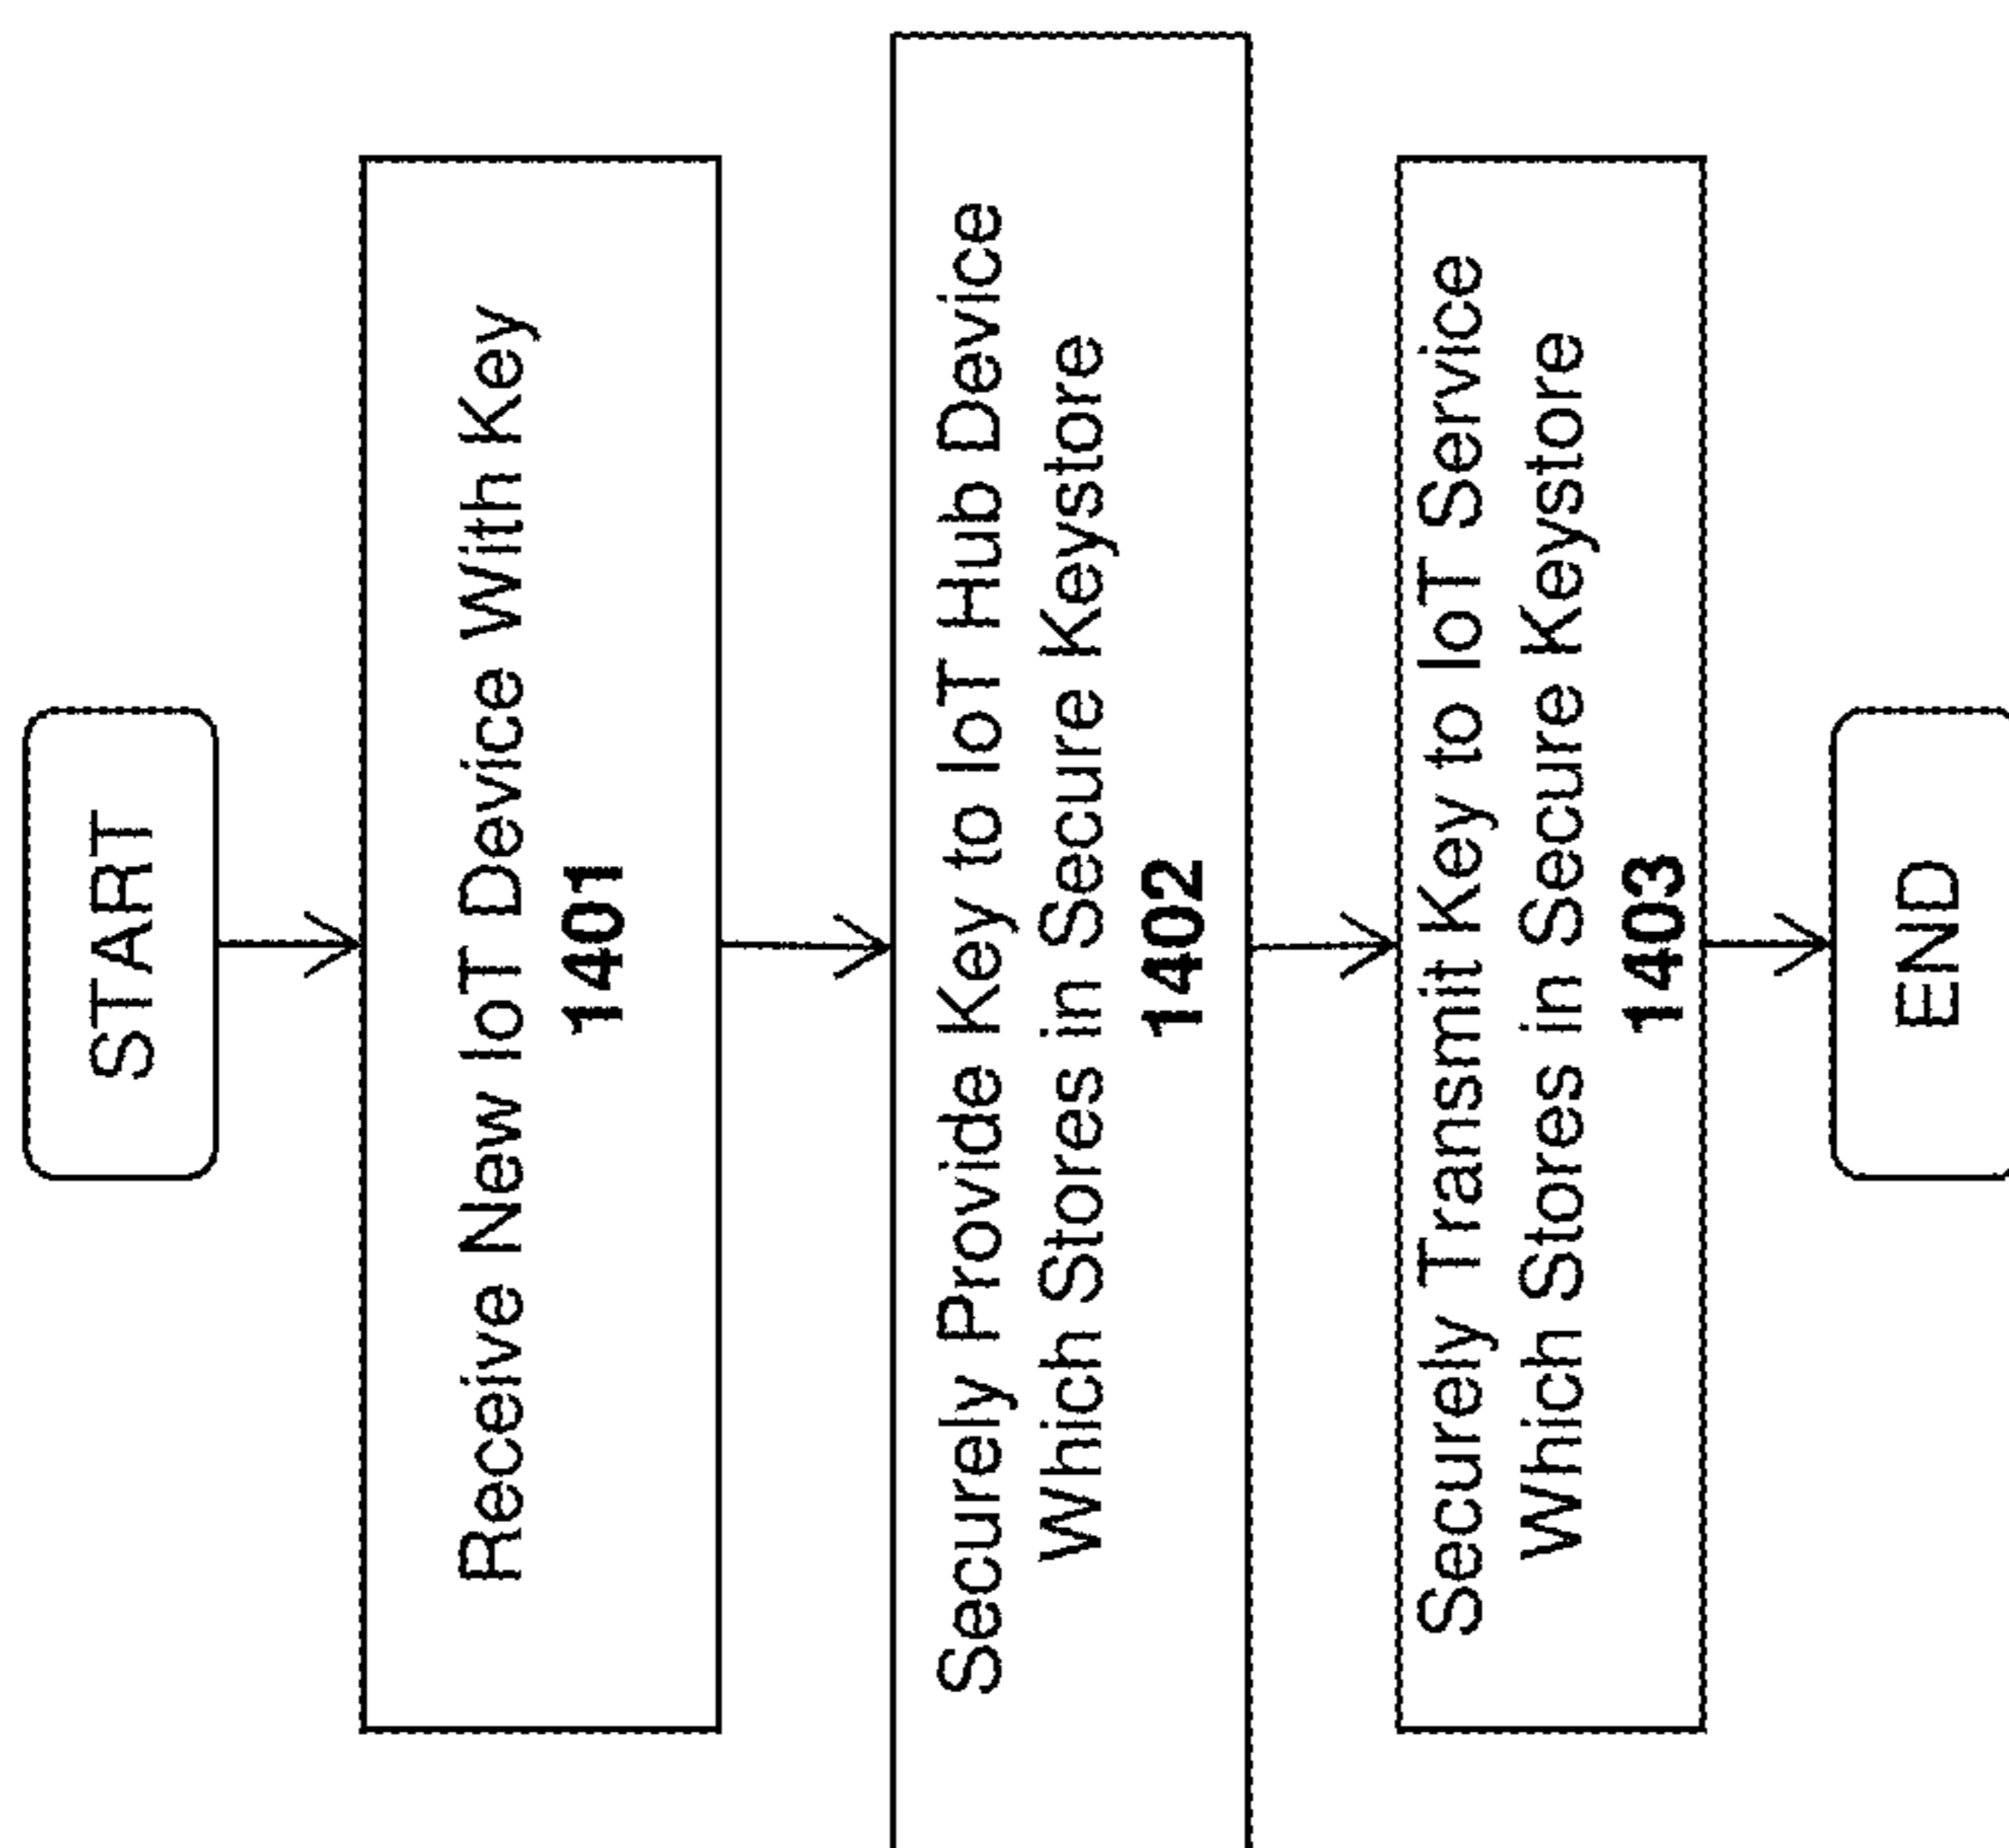 START
Receive New IoT Device With Key
1401
Securely Provide Key to IoT Hub Device
Which Stores in Secure Keystore
1402
Securely Transmit Key to IoT Service
Which Stores in Secure Keystore
1403
END